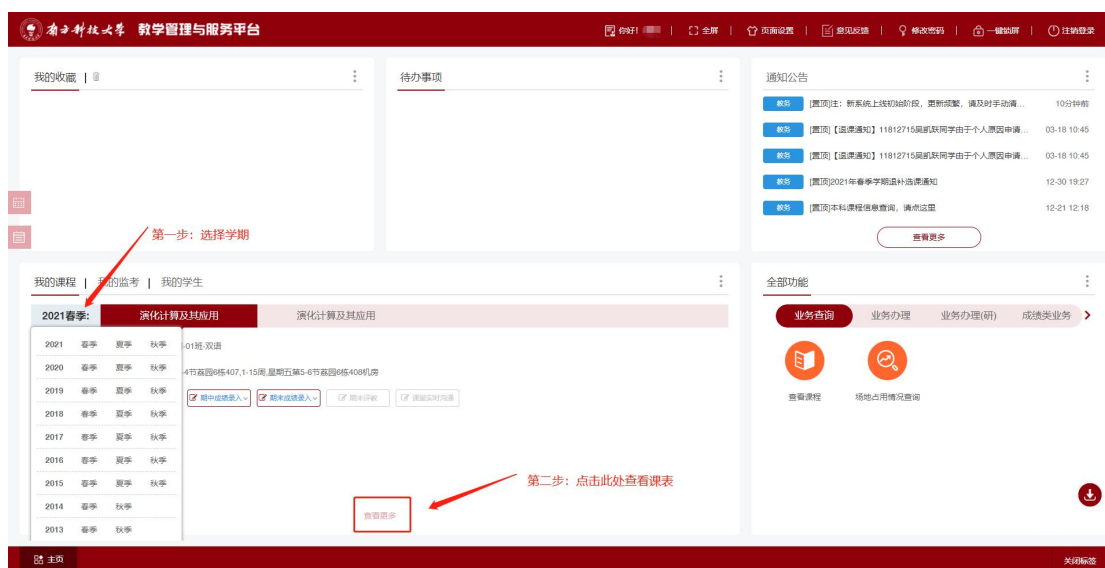 南方科技大学 教学管理与服务平台
你好! | 全屏 | 页面设置 | 意见反馈 | 修改密码 | 一键锁屏 | 注销登录
我的收藏 |
待办事项
通知公告
教务 [置顶]注：新系统上线初始阶段，更新频繁，请及时手动清... 10分钟前
教务 [置顶]【退课通知】11812715吴凯跃同学由于个人原因申请... 03-18 10:45
教务 [置顶]【退课通知】11812715吴凯跃同学由于个人原因申请... 03-18 10:45
教务 [置顶]2021年春季学期退补选课通知 12-30 19:27
教务 [置顶]本科课程信息查询，请点这里 12-21 12:18
查看更多
第一步：选择学期
我的课程 | 我的监考 | 我的学生
2021春季: 演化计算及其应用 演化计算及其应用
2021 春季 夏季 秋季
2020 春季 夏季 秋季
2019 春季 夏季 秋季
2018 春季 夏季 秋季
2017 春季 夏季 秋季
2016 春季 夏季 秋季
2015 春季 夏季 秋季
2014 春季 秋季
2013 春季 秋季
-01班-双语
-4节荔园6栋407,1-15周,星期五第5-6节荔园6栋408机房
期中成绩录入 期末成绩录入 期末评教 课堂实时沟通
第二步：点击此处查看课表
查看更多
全部功能
业务查询 业务办理 业务办理(研) 成绩类业务
查看课程 场地占用情况查询
主页
关闭标签